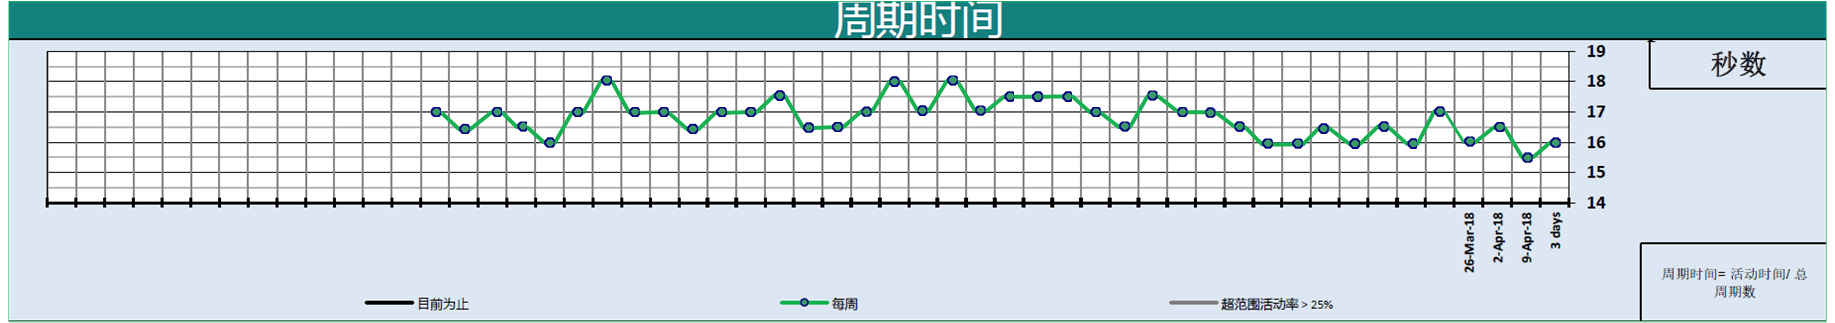 周期时间
19
秒数
18
17
16
15
14
26-Mar-18
2-Apr-18
9-Apr-18
3 days
周期时间= 活动时间/ 总
周期数
目前为止
每周
超范围活动率 > 25%